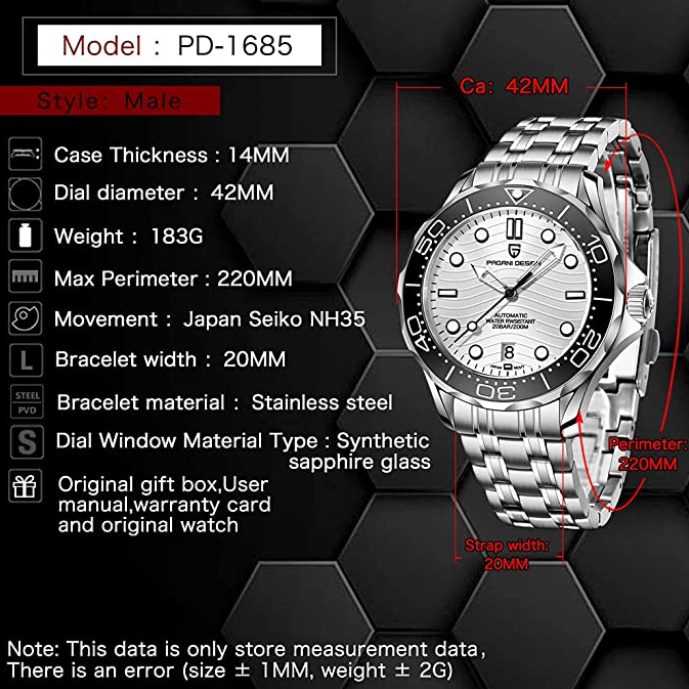 Model : PD-1685
Style: Male
Ca: 42MM
Case Thickness : 14MM
Dial diameter : 42MM
Weight : 183G
Max Perimeter : 220MM
Movement : Japan Seiko NH35
L
Bracelet width : 20MM
STEEL
PVD
Bracelet material : Stainless steel
S
Dial Window Material Type : Synthetic
sapphire glass
Original gift box,User
manual,warranty card
and original watch
50
10
40
20
30
PAGANI DESIGN
AUTOMATIC
WATER RWSISTANT
20BAR/200M
8
Perimeter:
220MM
Strap width:
20MM
Note: This data is only store measurement data,
There is an error (size ± 1MM, weight ± 2G)